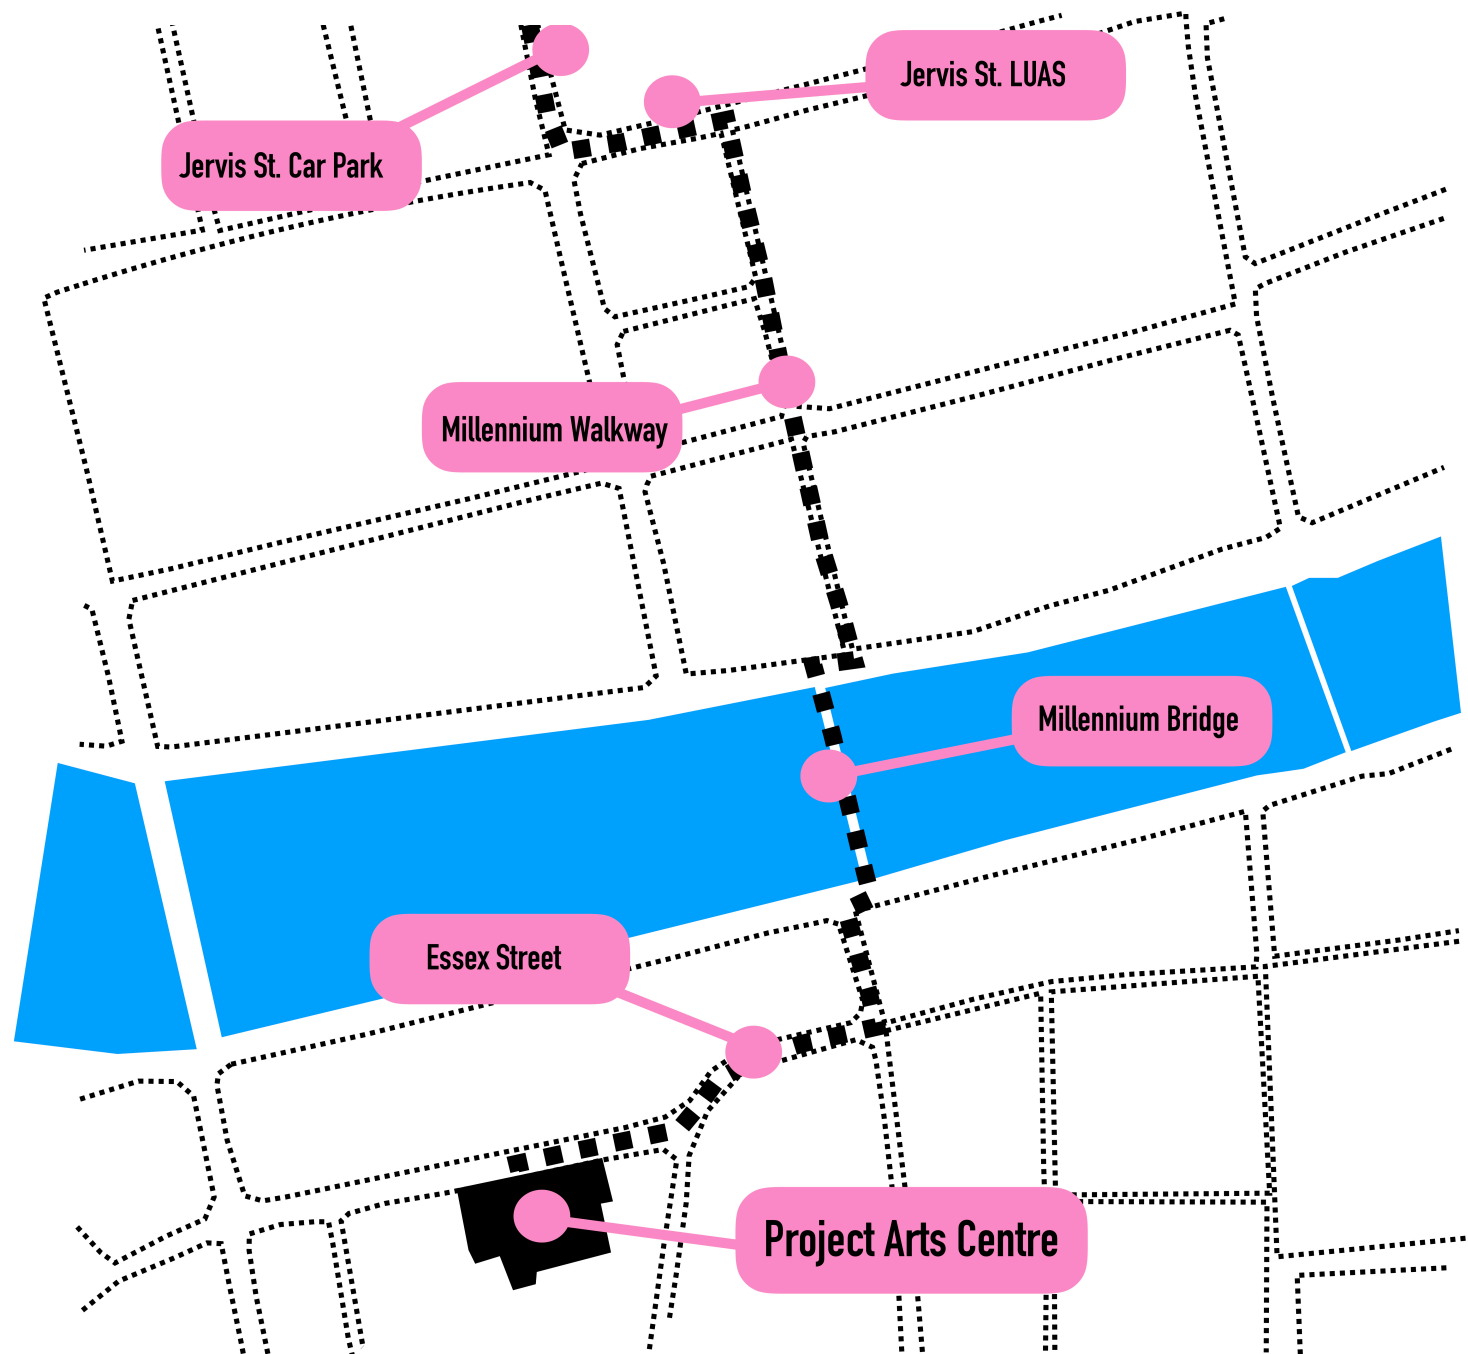 Jervis St. LUAS
Jervis St. Car Park
Millennium Walkway
Millennium Bridge
Essex Street
Project Arts Centre